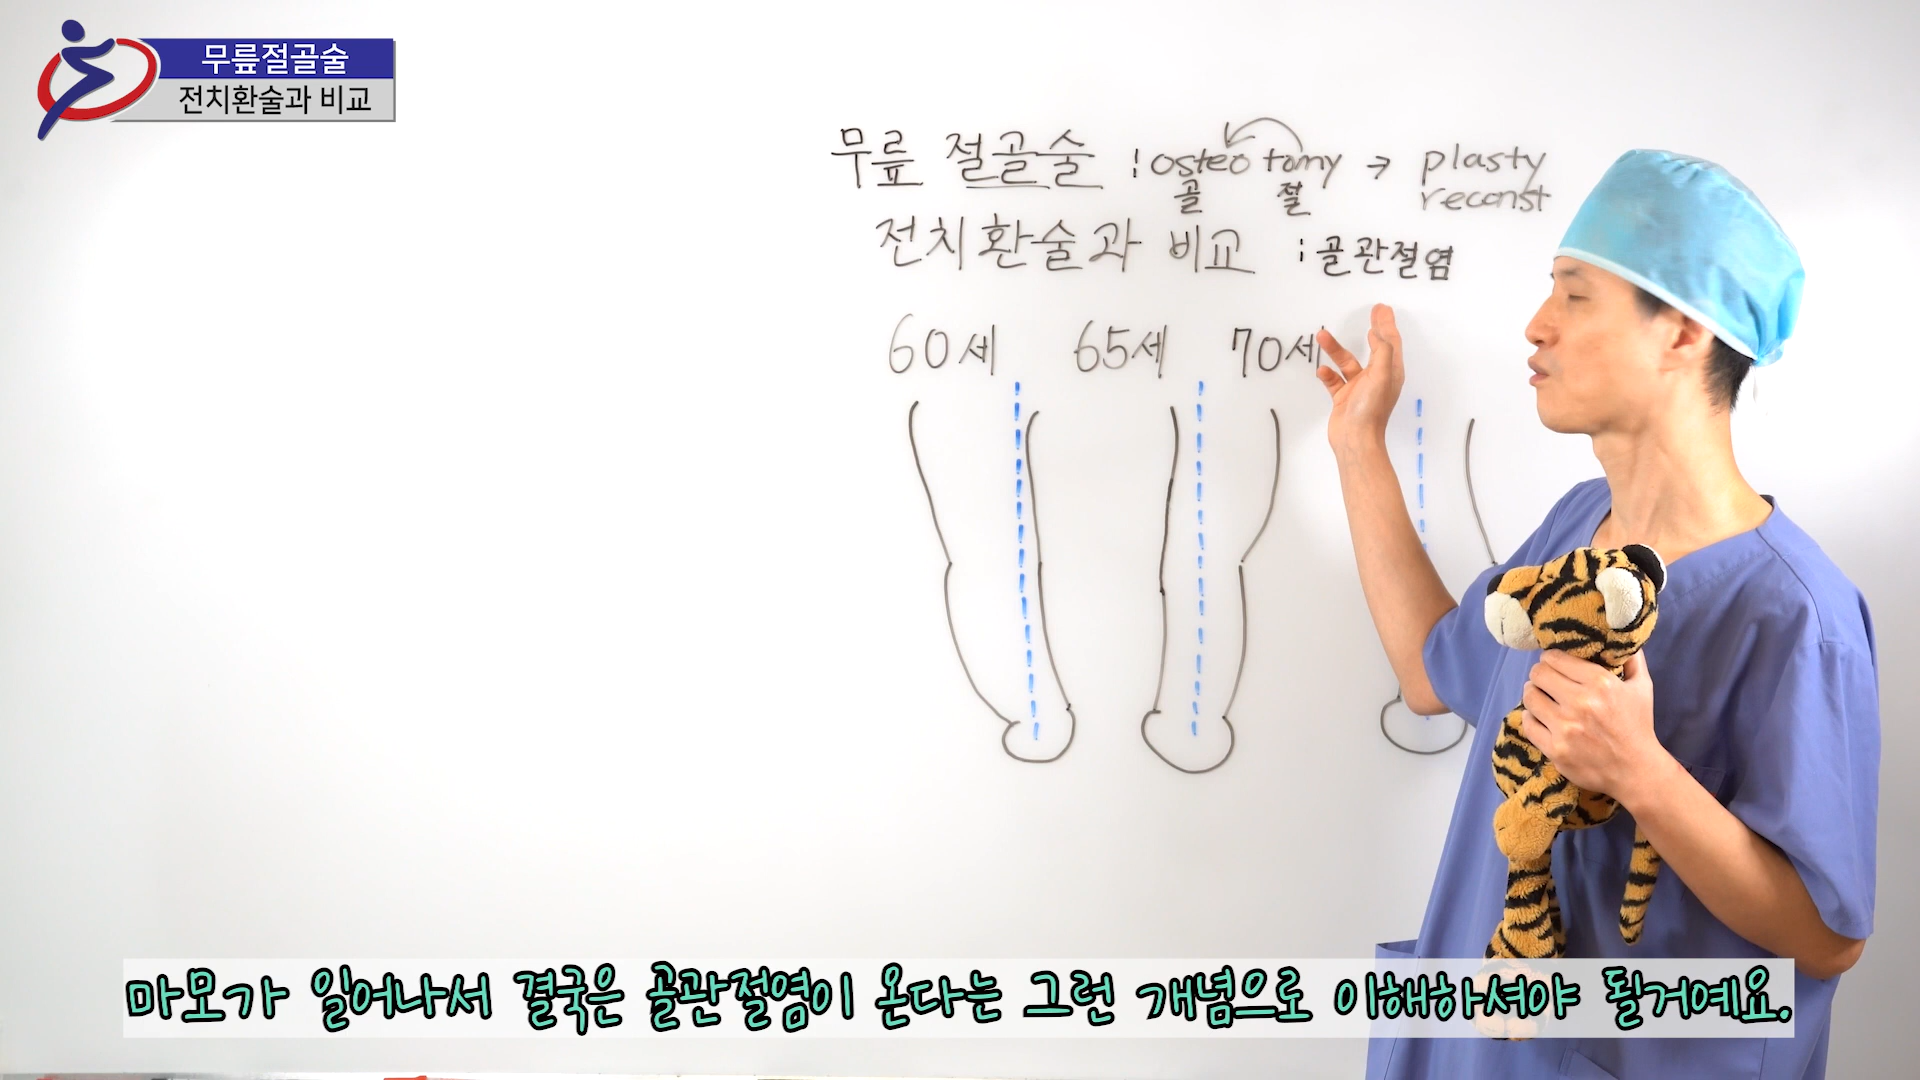 무릎절골술
전치환술과 비교
무릎 절골술 : osteotomy → plasty
골 절 reconst
전치환술과 비교 : 골관절염
60세 65세 70세
마모가 일어나서 결국은 골관절염이 온다는 그런 개념으로 이해하셔야 될거예요.